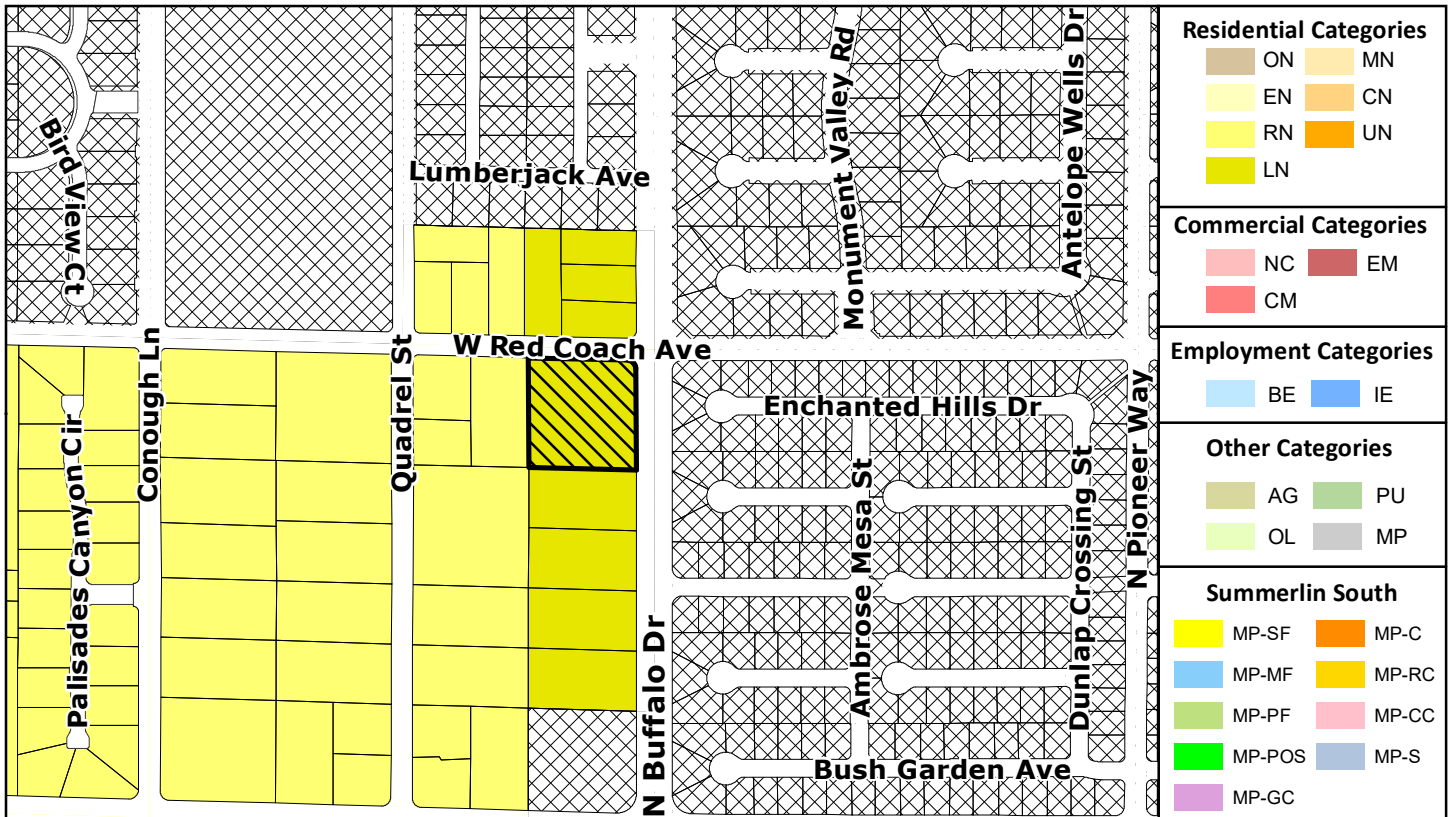 Bird View Ct
Lumberjack Ave
Monument Valley Rd
Antelope Wells Dr
W Red Coach Ave
Conough Ln
Quadrel St
Palisades Canyon Cir
Enchanted Hills Dr
Ambrose Mesa St
Dunlap Crossing St
N Pioneer Way
N Buffalo Dr
Bush Garden Ave
Residential Categories
ON MN
EN CN
RN UN
LN
Commercial Categories
NC EM
CM
Employment Categories
BE IE
Other Categories
AG PU
OL MP
Summerlin South
MP-SF MP-C
MP-MF MP-RC
MP-PF MP-CC
MP-POS MP-S
MP-GC